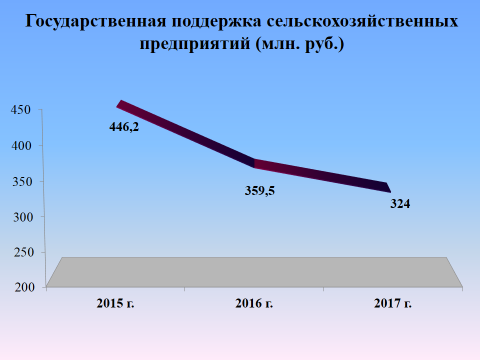 Государственная поддержка сельскохозяйственных
предприятий (млн. руб.)
450
400
350
300
250
200
446,2
359,5
324
2015 г.
2016 г.
2017 г.